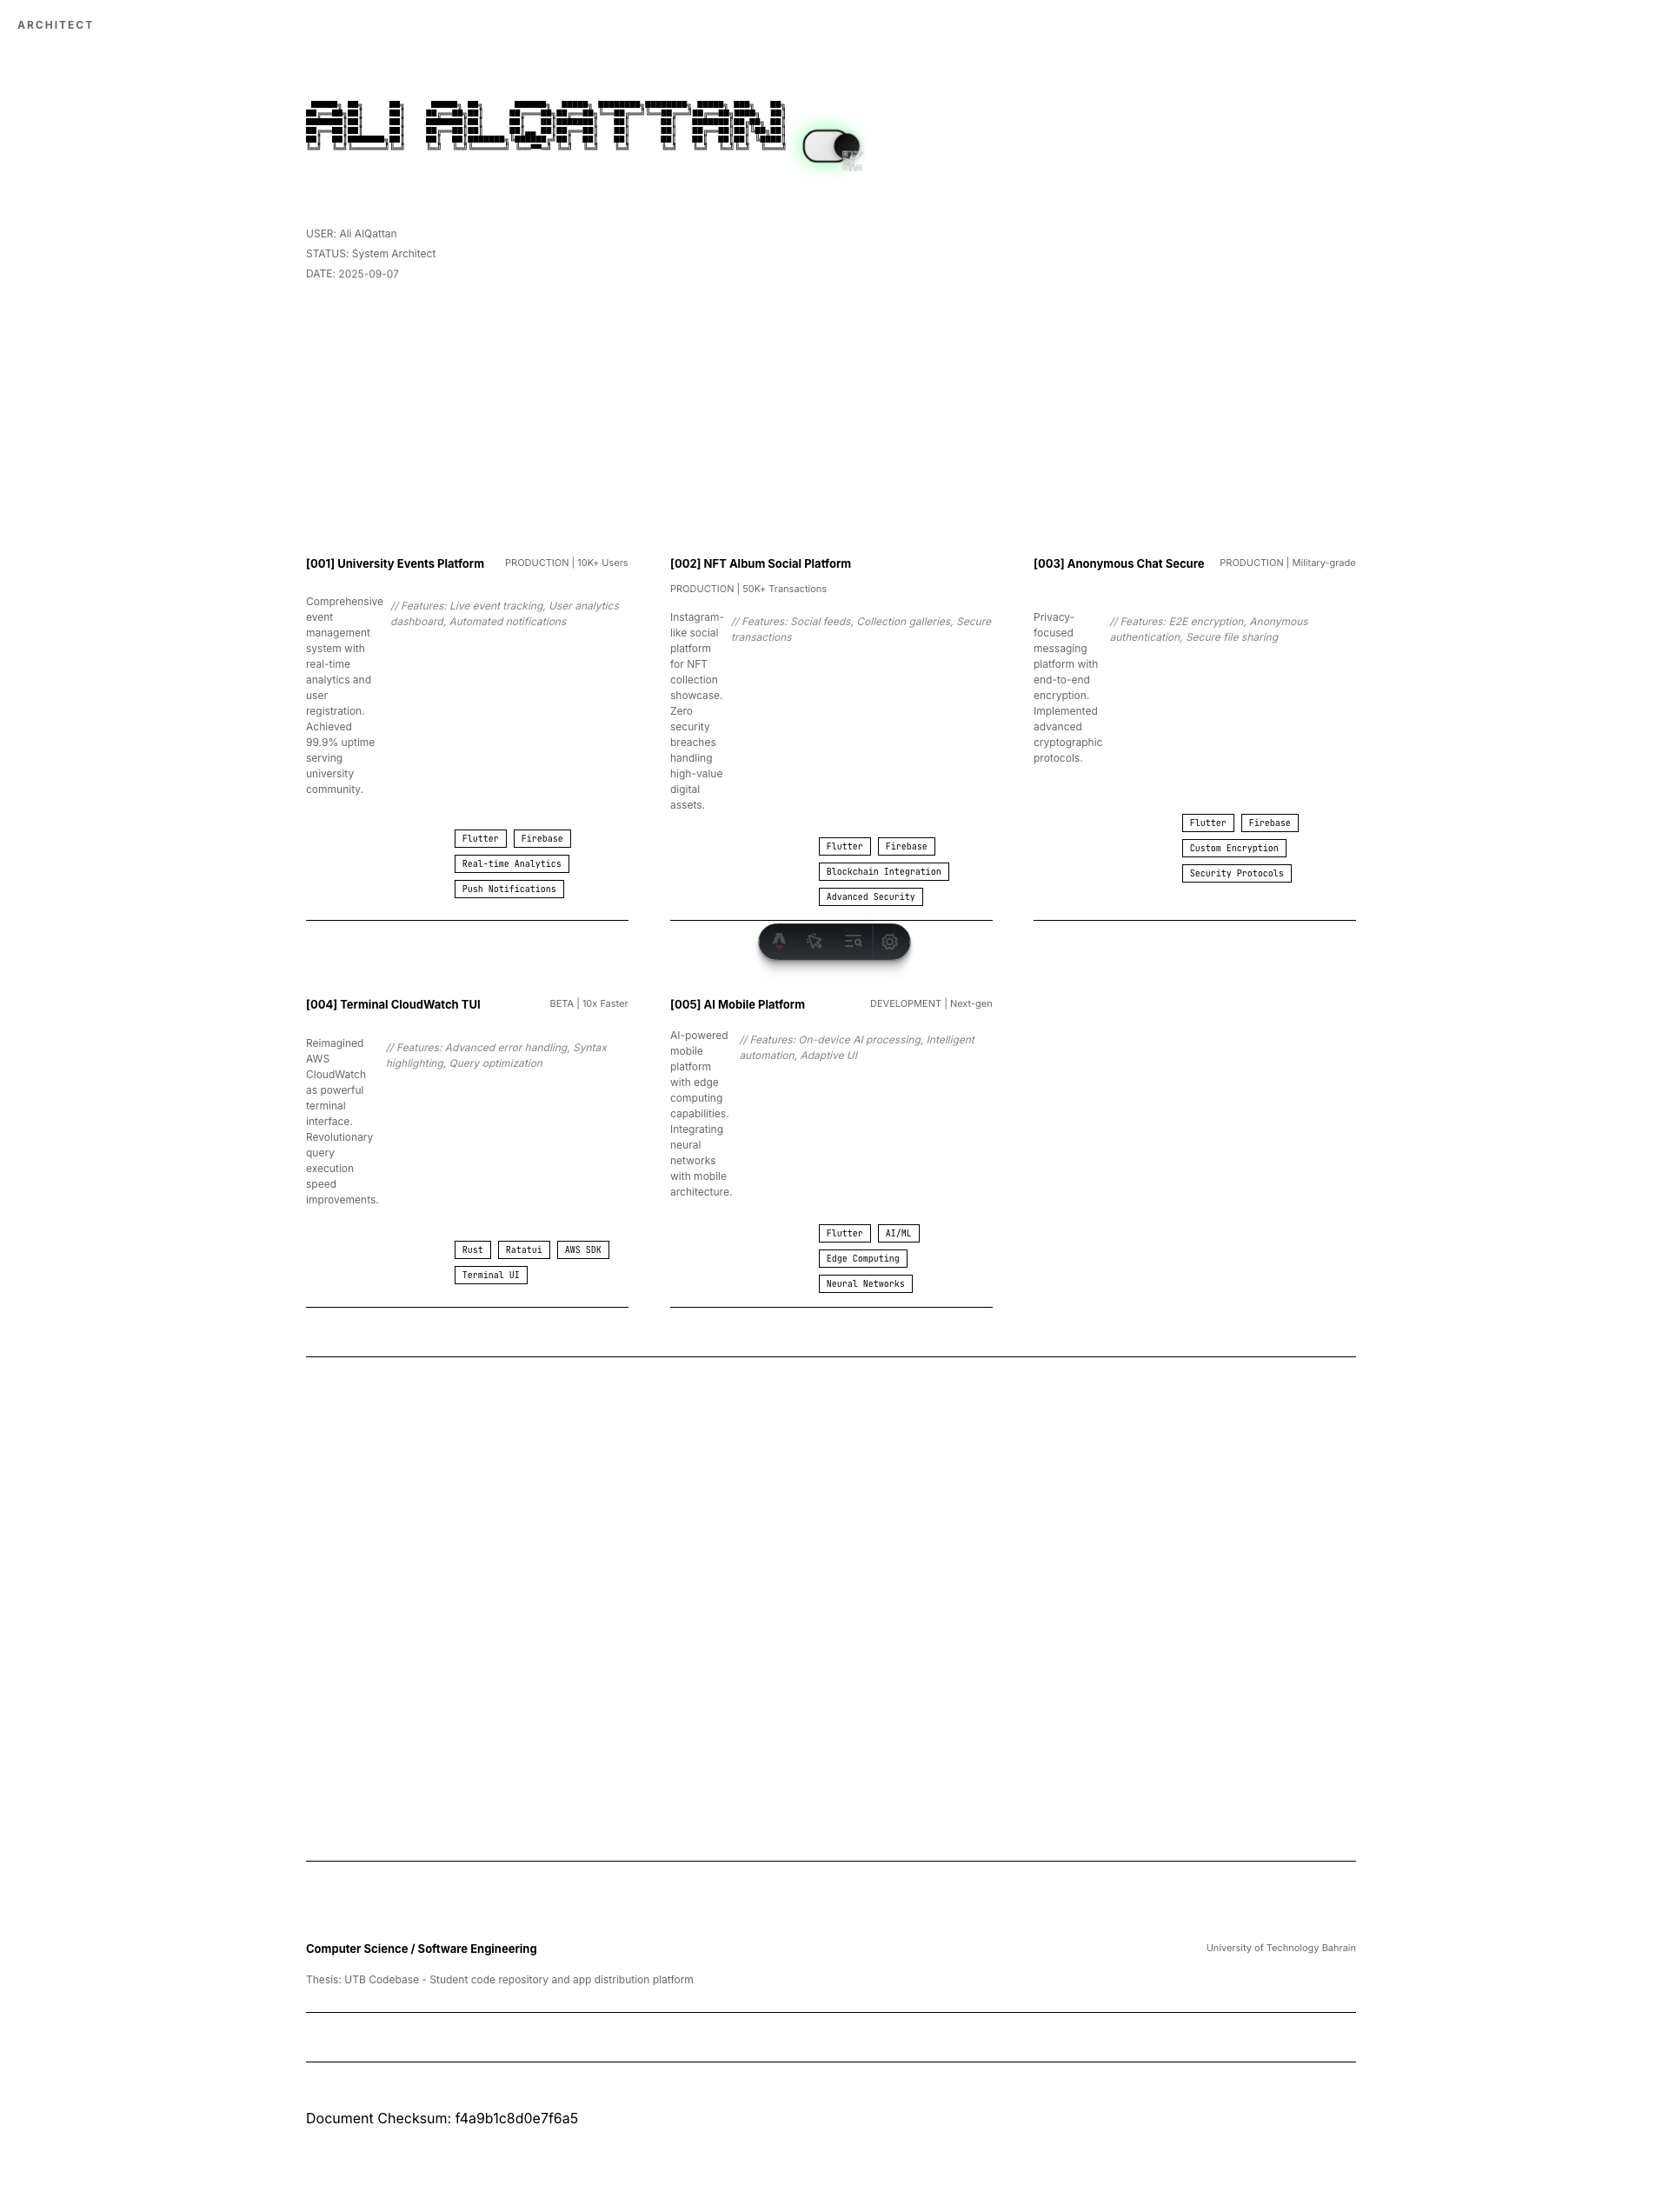 ARCHITECT
ALI ALQATTAN
USER: Ali AlQattan
STATUS: System Architect
DATE: 2025-09-07
[001] University Events Platform
PRODUCTION | 10K+ Users
Comprehensive
event
management
system with
real-time
analytics and
user
registration.
Achieved
99.9% uptime
serving
university
community.
// Features: Live event tracking, User analytics
dashboard, Automated notifications
Flutter
Firebase
Real-time Analytics
Push Notifications
[002] NFT Album Social Platform
PRODUCTION | 50K+ Transactions
Instagram-
like social
platform
for NFT
collection
showcase.
Zero
security
breaches
handling
high-value
digital
assets.
// Features: Social feeds, Collection galleries, Secure
transactions
Flutter
Firebase
Blockchain Integration
Advanced Security
[003] Anonymous Chat Secure
PRODUCTION | Military-grade
Privacy-
focused
messaging
platform with
end-to-end
encryption.
Implemented
advanced
cryptographic
protocols.
// Features: E2E encryption, Anonymous
authentication, Secure file sharing
Flutter
Firebase
Custom Encryption
Security Protocols
[004] Terminal CloudWatch TUI
BETA | 10x Faster
Reimagined
AWS
CloudWatch
as powerful
terminal
interface.
Revolutionary
query
execution
speed
improvements.
// Features: Advanced error handling, Syntax
highlighting, Query optimization
Rust
Ratatui
AWS SDK
Terminal UI
[005] AI Mobile Platform
DEVELOPMENT | Next-gen
AI-powered
mobile
platform
with edge
computing
capabilities.
Integrating
neural
networks
with mobile
architecture.
// Features: On-device AI processing, Intelligent
automation, Adaptive UI
Flutter
AI/ML
Edge Computing
Neural Networks
Computer Science / Software Engineering
University of Technology Bahrain
Thesis: UTB Codebase - Student code repository and app distribution platform
Document Checksum: f4a9b1c8d0e7f6a5